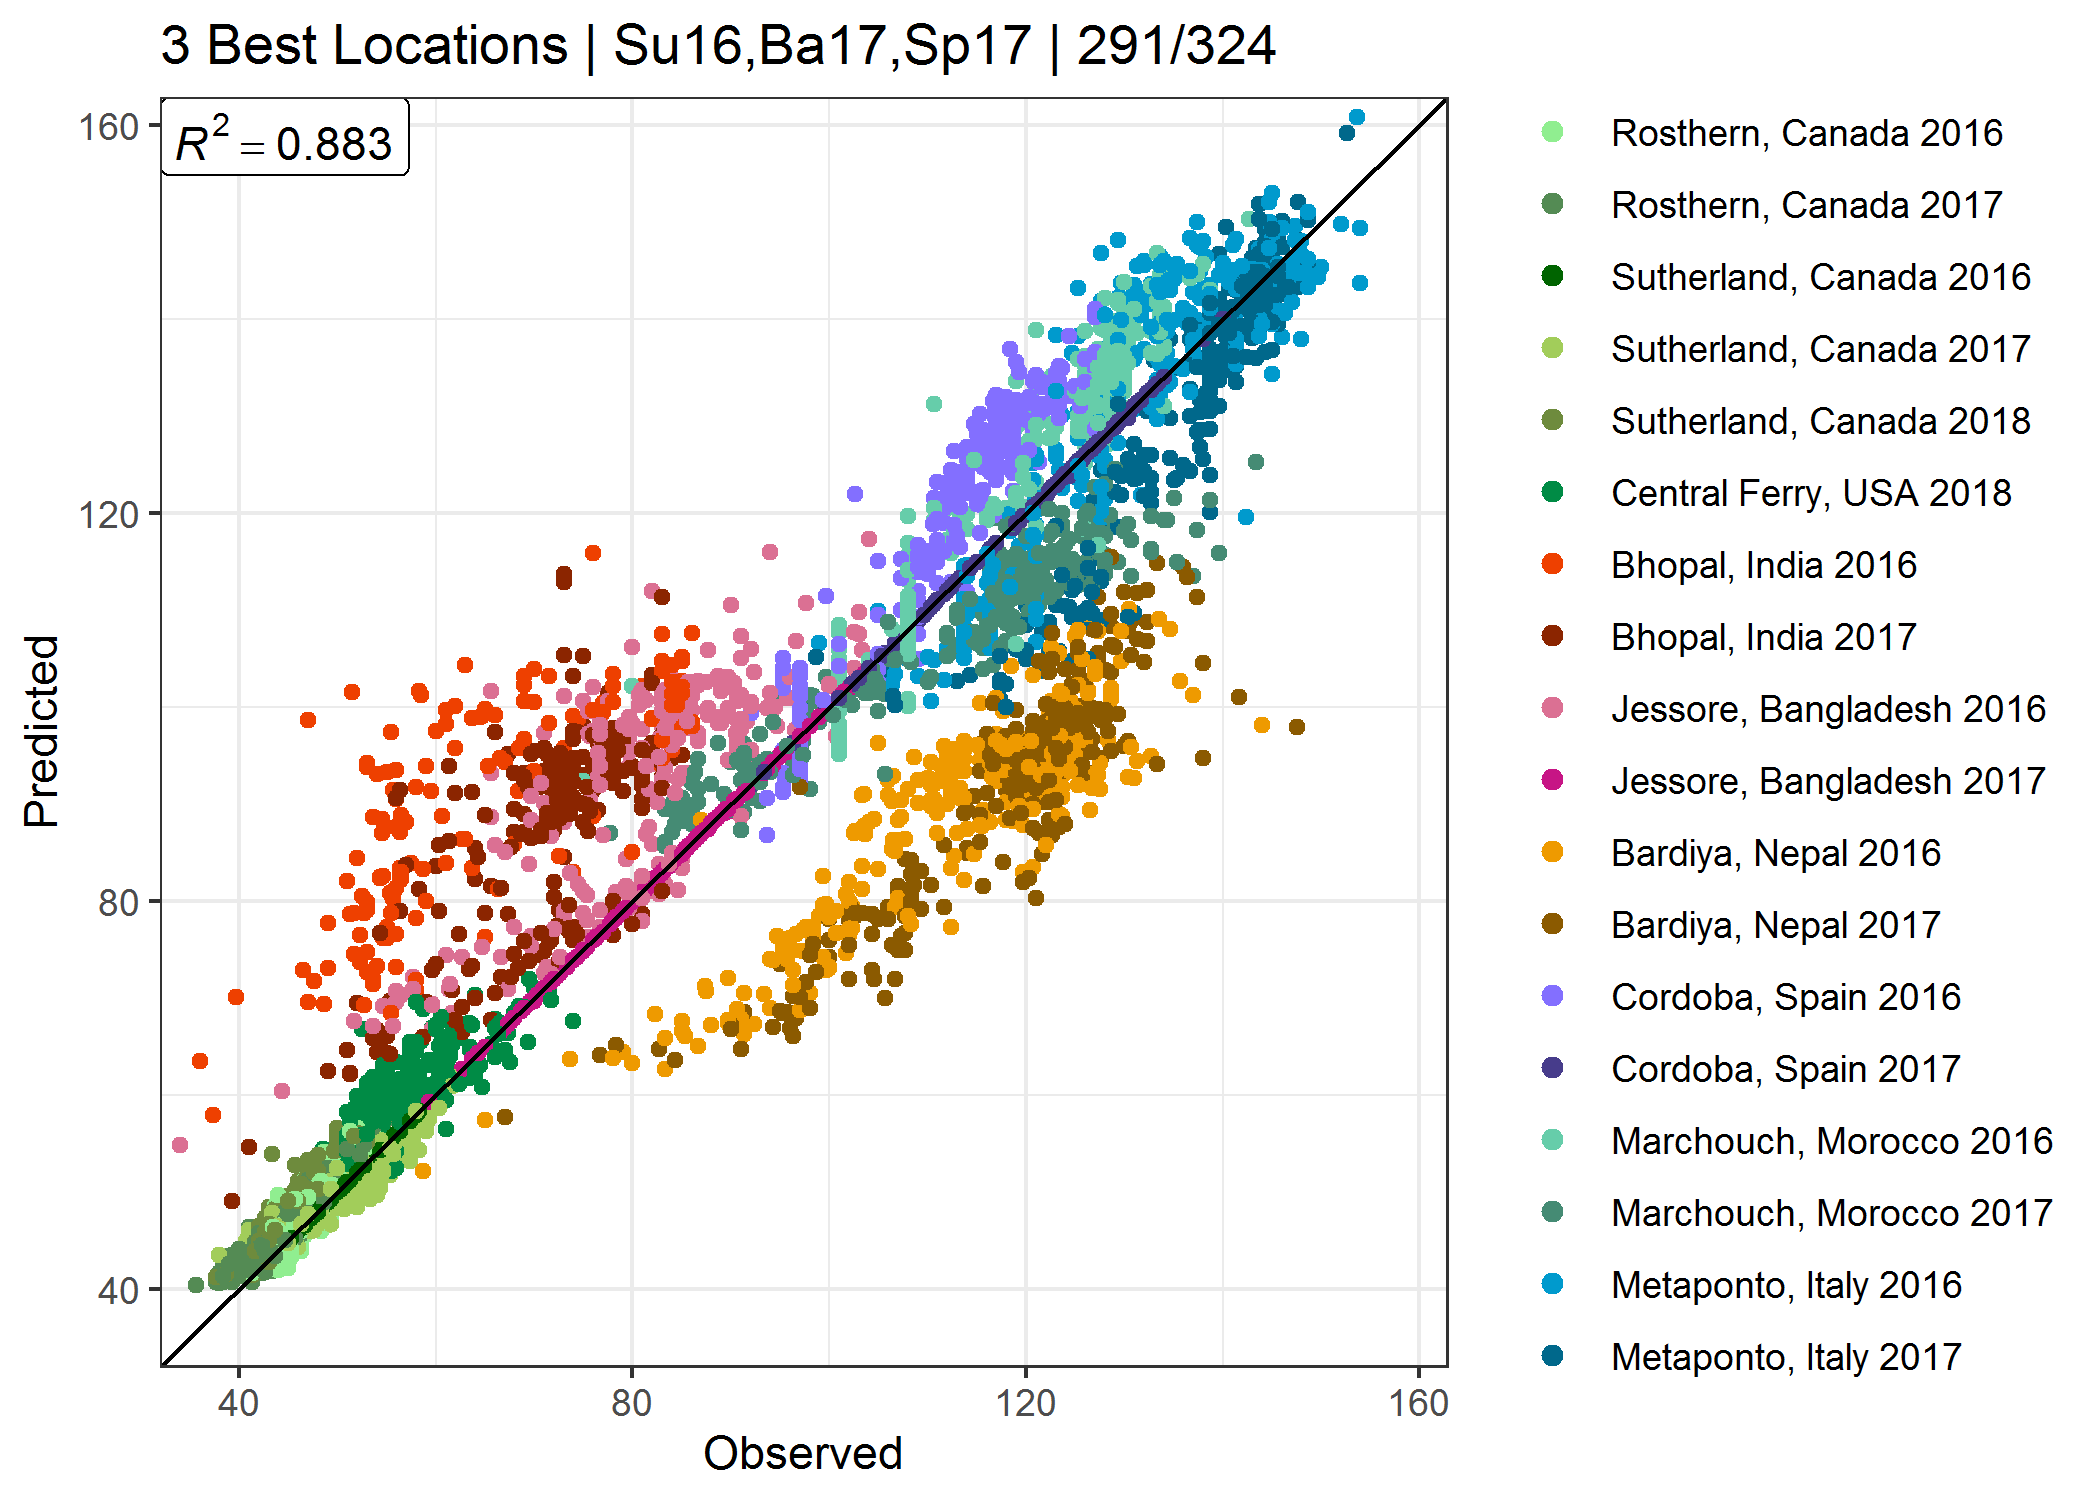 3 Best Locations | Su16,Ba17,Sp17 | 291/324
R² = 0.883
Predicted
160
120
80
40
40 80 120 160
Observed
Rosthern, Canada 2016
Rosthern, Canada 2017
Sutherland, Canada 2016
Sutherland, Canada 2017
Sutherland, Canada 2018
Central Ferry, USA 2018
Bhopal, India 2016
Bhopal, India 2017
Jessore, Bangladesh 2016
Jessore, Bangladesh 2017
Bardiya, Nepal 2016
Bardiya, Nepal 2017
Cordoba, Spain 2016
Cordoba, Spain 2017
Marchouch, Morocco 2016
Marchouch, Morocco 2017
Metaponto, Italy 2016
Metaponto, Italy 2017